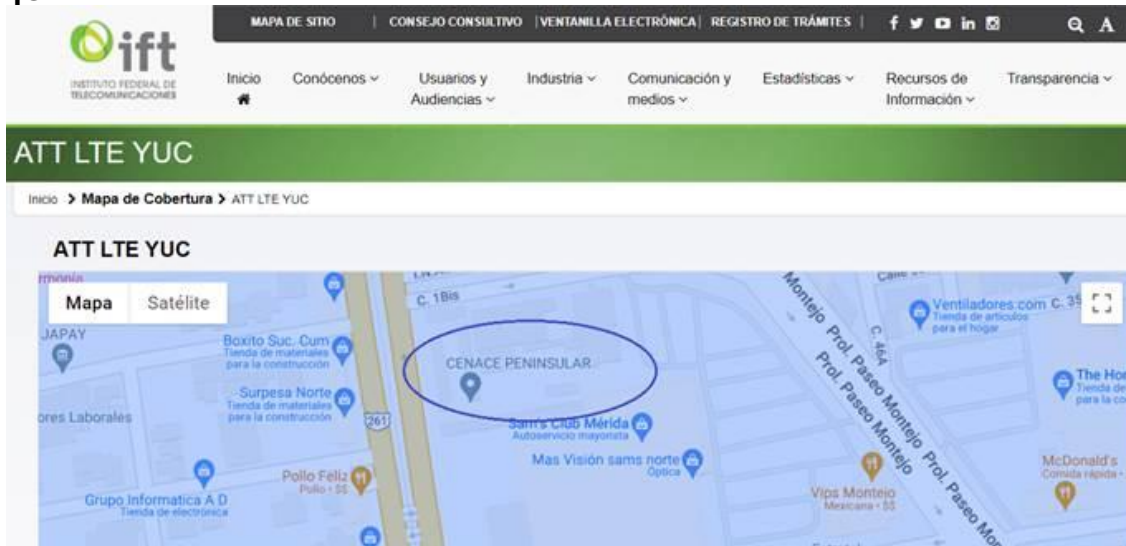 MAPA DE SITIO | CONSEJO CONSULTIVO | VENTANILLA ELECTRÓNICA | REGISTRO DE TRÁMITES |
ift
INSTITUTO FEDERAL DE
TELECOMUNICACIONES
Inicio
Conócenos
Usuarios y
Audiencias
Industria
Comunicación y
medios
Estadísticas
Recursos de
Información
Transparencia
ATT LTE YUC
Inicio > Mapa de Cobertura > ATT LTE YUC
ATT LTE YUC
Mapa Satélite
C. 1Bis
JAPAY
Boxito Suc. Cum
Tienda de materiales
para la construcción
CENACE PENINSULAR
Surpesa Norte
Tienda de materiales
para la construcción
261
ores Laborales
Sam's Club Mérida
Autoservicio mayorista
Mas Visión sams norte
Óptica
Pollo Feliz
Pollo • $$
Grupo Informatica A D
Tienda de electrónica
Montejo
Prol. Paseo Montejo
Prol. Paseo Montejo
Prol. Paseo Mon
C. 46A
Ventiladores.com
Tienda de artículos
para el hogar
C. 35
The Hom
Tienda de
para la co
Vips Montejo
Mexicana • $$
McDonald's
Comida rápida •